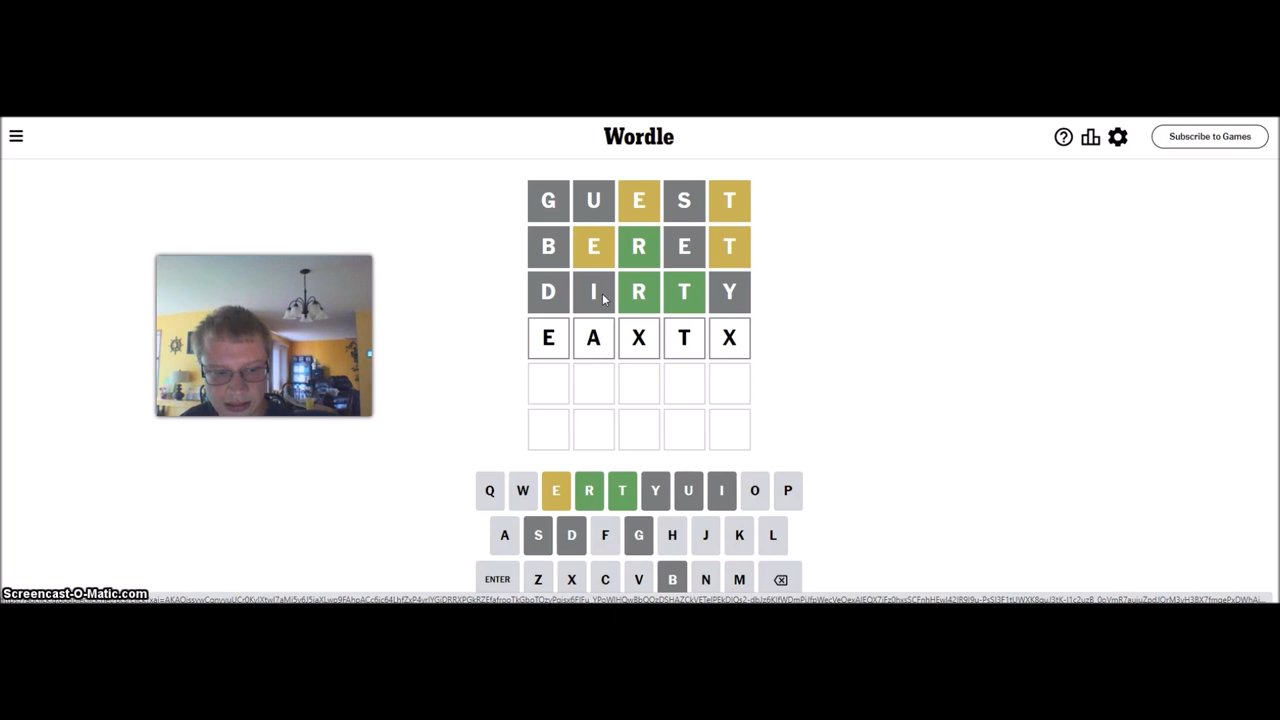 Wordle
Subscribe to Games
G U E S T
B E R E T
D I R T Y
E A X T X
Q W E R T Y U I O P
A S D F G H J K L
ENTER Z X C V B N M
Screencast-O-Matic.com